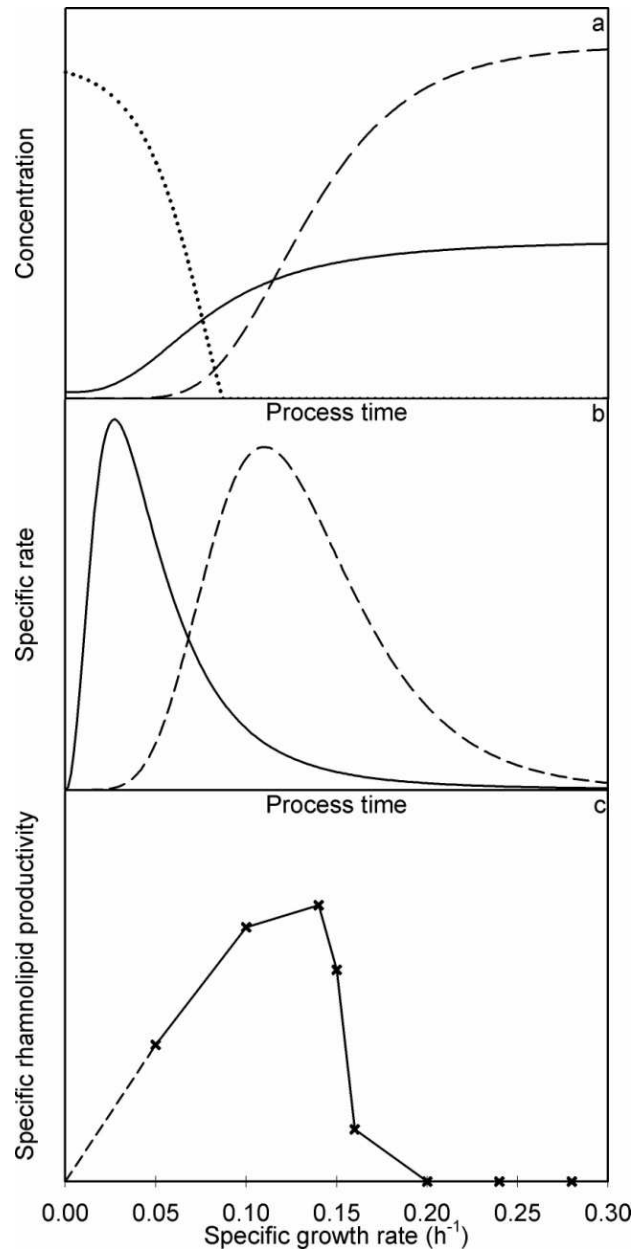 a
Concentration
Process time
b
Specific rate
Process time
c
Specific rhamnolipid productivity
0.00 0.05 0.10 0.15 0.20 0.25 0.30
Specific growth rate (h⁻¹)